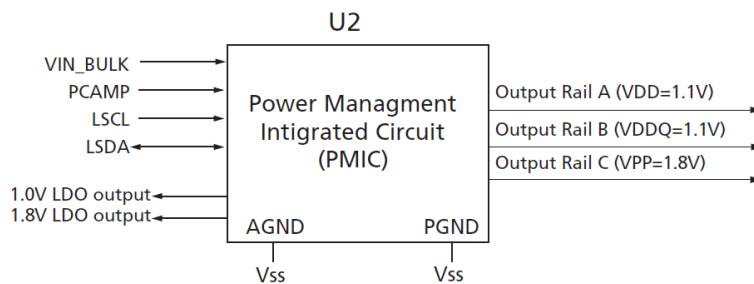 U2
VIN_BULK
PCAMP
LSCL
LSDA
1.0V LDO output
1.8V LDO output
Power Managment
Intigrated Circuit
(PMIC)
AGND
PGND
Vss
Vss
Output Rail A (VDD=1.1V)
Output Rail B (VDDQ=1.1V)
Output Rail C (VPP=1.8V)